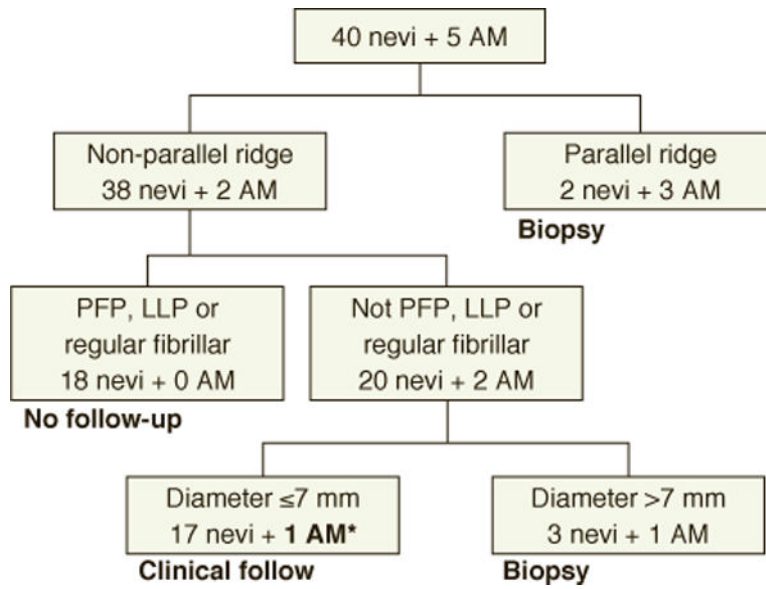 40 nevi + 5 AM
Non-parallel ridge
38 nevi + 2 AM
Parallel ridge
2 nevi + 3 AM
Biopsy
PFP, LLP or
regular fibrillar
18 nevi + 0 AM
No follow-up
Not PFP, LLP or
regular fibrillar
20 nevi + 2 AM
Diameter ≤7 mm
17 nevi + 1 AM*
Clinical follow
Diameter >7 mm
3 nevi + 1 AM
Biopsy